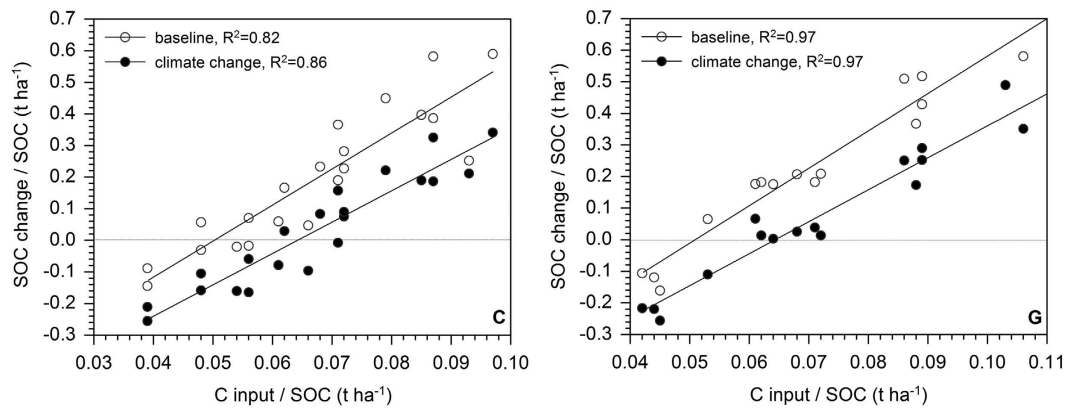 0.7
0.6
0.5
0.4
0.3
0.2
0.1
0.0
-0.1
-0.2
-0.3
SOC change / SOC (t ha-1)
baseline, R²=0.82
climate change, R²=0.86
C
0.03 0.04 0.05 0.06 0.07 0.08 0.09 0.10
C input / SOC (t ha-1)
0.7
0.6
0.5
0.4
0.3
0.2
0.1
0.0
-0.1
-0.2
-0.3
SOC change / SOC (t ha-1)
baseline, R²=0.97
climate change, R²=0.97
G
0.04 0.05 0.06 0.07 0.08 0.09 0.10 0.11
C input / SOC (t ha-1)